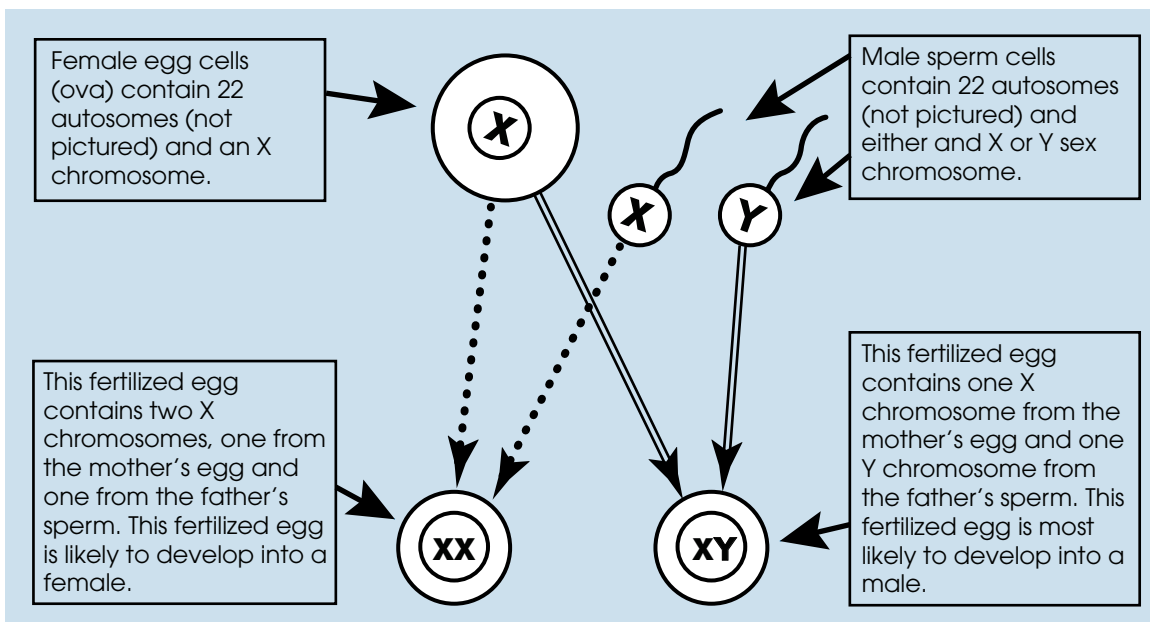 Female egg cells
(ova) contain 22
autosomes (not
pictured) and an X
chromosome.
X
Male sperm cells
contain 22 autosomes
(not pictured) and
either and X or Y sex
chromosome.
X
Y
This fertilized egg
contains two X
chromosomes, one from
the mother's egg and
one from the father's
sperm. This fertilized egg
is likely to develop into a
female.
XX
XY
This fertilized egg
contains one X
chromosome from the
mother's egg and one
Y chromosome from
the father's sperm. This
fertilized egg is most
likely to develop into a
male.